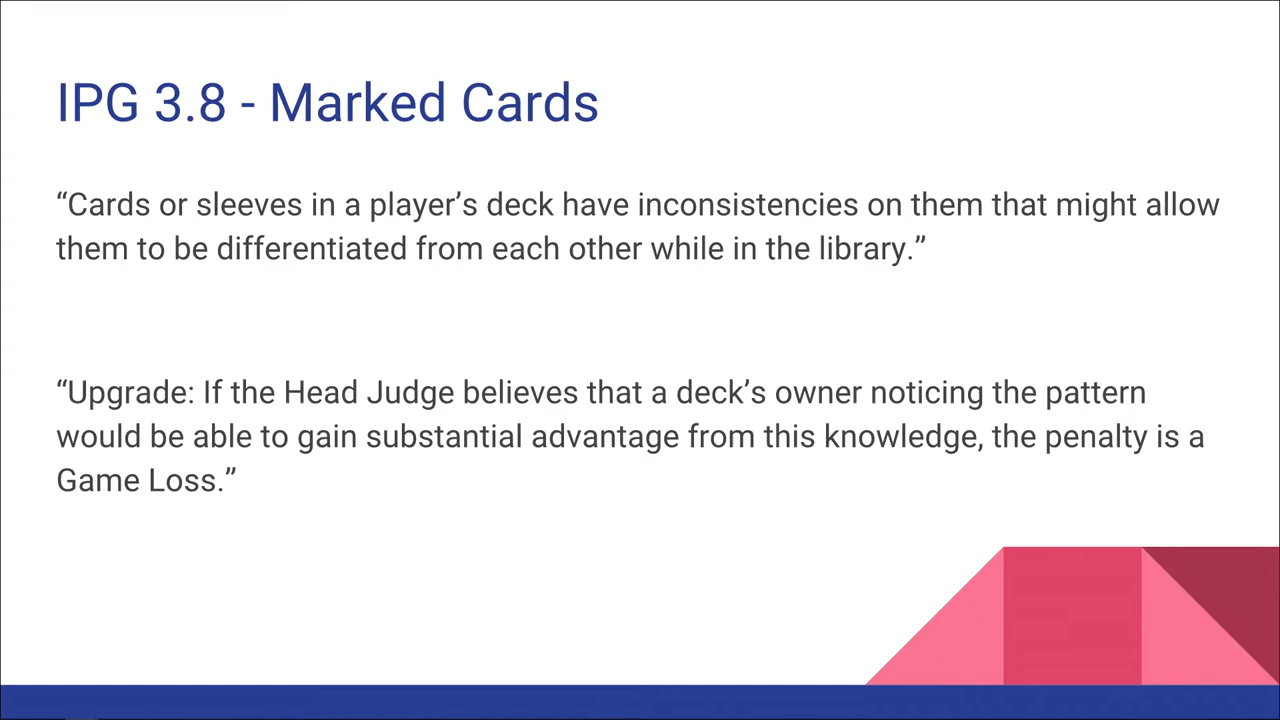 IPG 3.8 - Marked Cards
“Cards or sleeves in a player’s deck have inconsistencies on them that might allow
them to be differentiated from each other while in the library.”
“Upgrade: If the Head Judge believes that a deck’s owner noticing the pattern
would be able to gain substantial advantage from this knowledge, the penalty is a
Game Loss.”